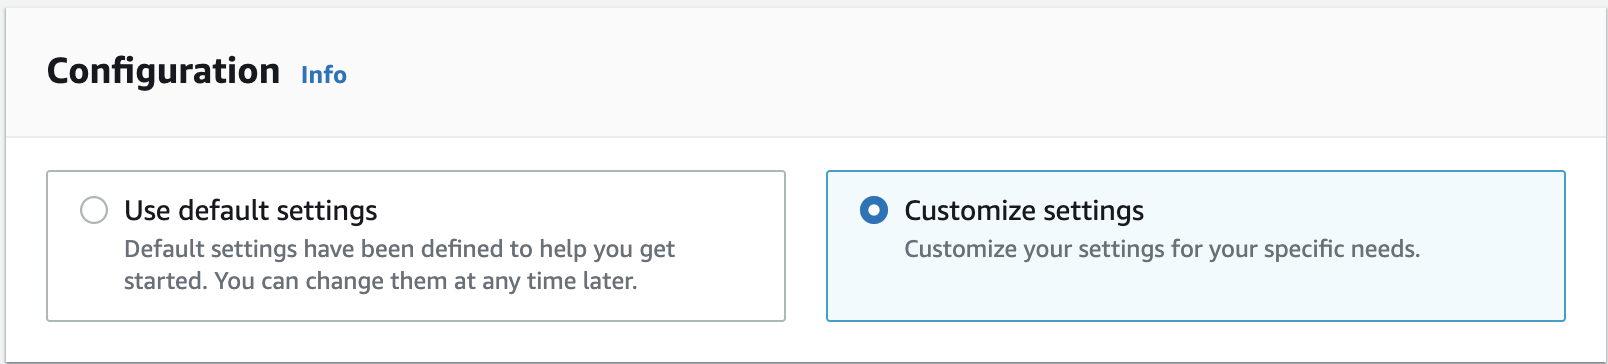 Configuration Info
Use default settings
Default settings have been defined to help you get
started. You can change them at any time later.
Customize settings
Customize your settings for your specific needs.